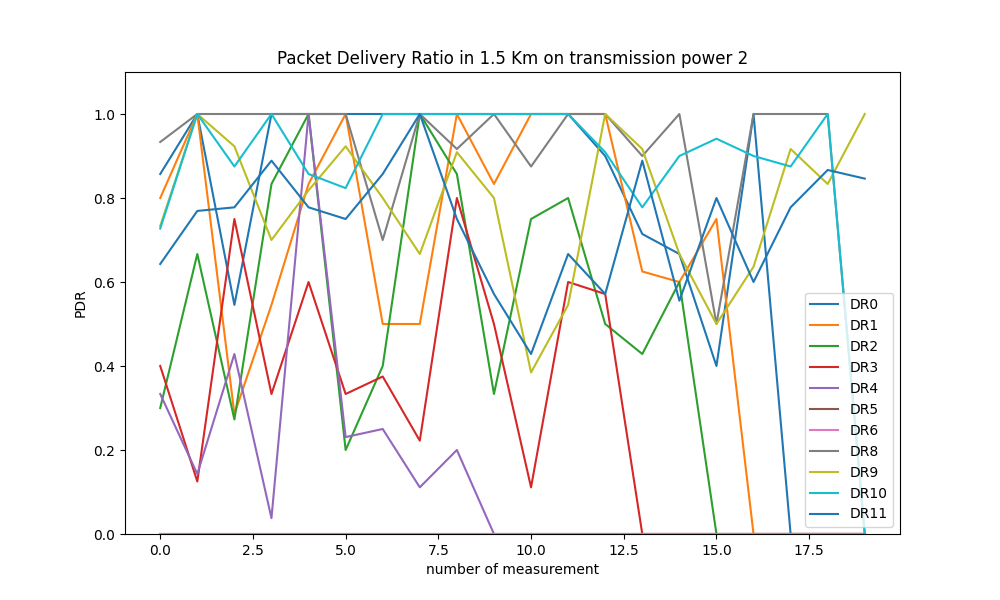 Packet Delivery Ratio in 1.5 Km on transmission power 2
1.0
0.8
0.6
0.4
0.2
0.0
PDR
0.0 2.5 5.0 7.5 10.0 12.5 15.0 17.5
number of measurement
DR0
DR1
DR2
DR3
DR4
DR5
DR6
DR8
DR9
DR10
DR11